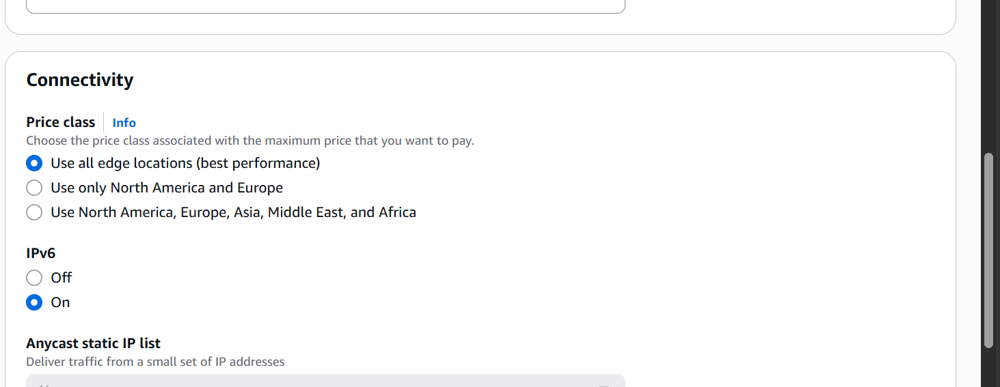 Connectivity
Price class
Info
Choose the price class associated with the maximum price that you want to pay.
Use all edge locations (best performance)
Use only North America and Europe
Use North America, Europe, Asia, Middle East, and Africa
IPv6
Off
On
Anycast static IP list
Deliver traffic from a small set of IP addresses